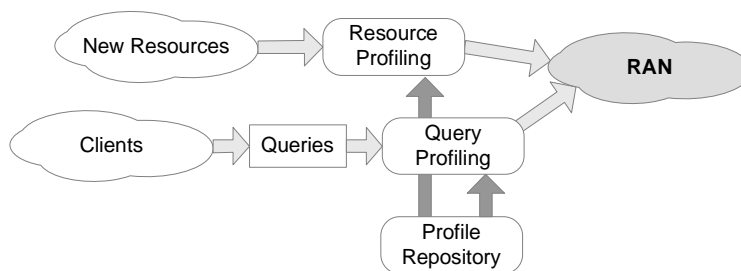 New Resources
Resource
Profiling
RAN
Clients
Queries
Query
Profiling
Profile
Repository